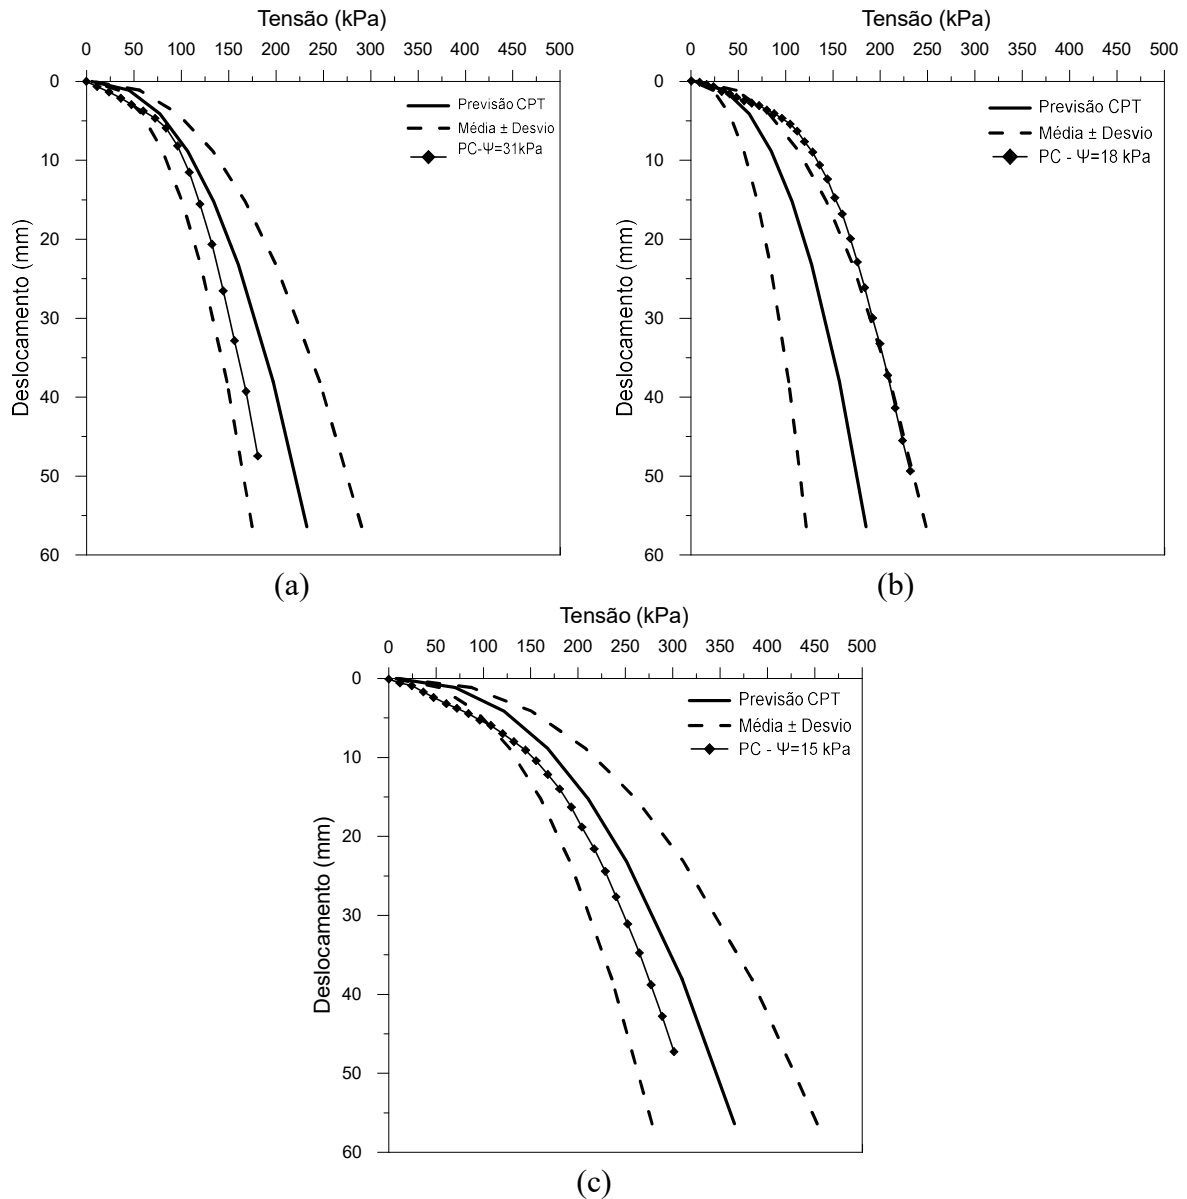 Tensão (kPa)
0 50 100 150 200 250 300 350 400 450 500
0
10
20
30
40
50
60
Deslocamento (mm)
Previsão CPT
Média ± Desvio
PC-Ψ=31kPa
(a)
Tensão (kPa)
0 50 100 150 200 250 300 350 400 450 500
0
10
20
30
40
50
60
Deslocamento (mm)
Previsão CPT
Média ± Desvio
PC - Ψ=18 kPa
(b)
Tensão (kPa)
0 50 100 150 200 250 300 350 400 450 500
0
10
20
30
40
50
60
Deslocamento (mm)
Previsão CPT
Média ± Desvio
PC - Ψ=15 kPa
(c)